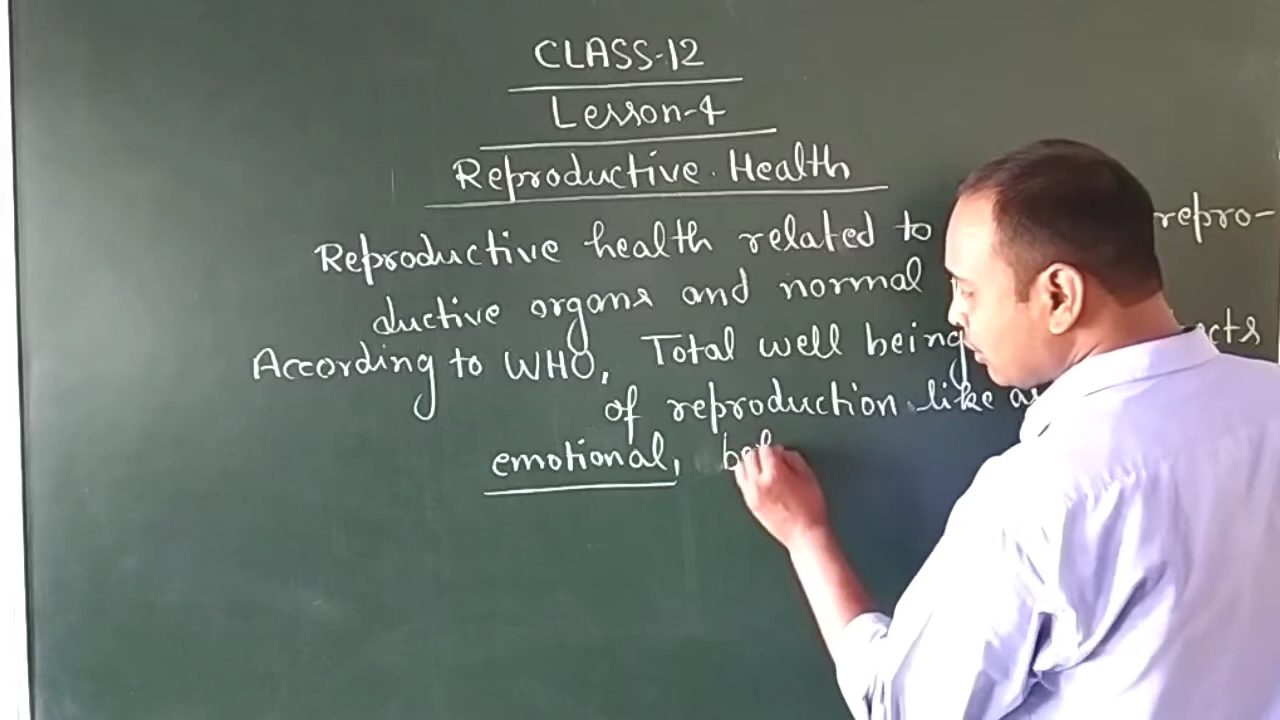 CLASS-12
Lesson-4
Reproductive Health
Reproductive health related to repro-
ductive organs and normal
According to WHO, Total well being
of reproduction like
emotional,